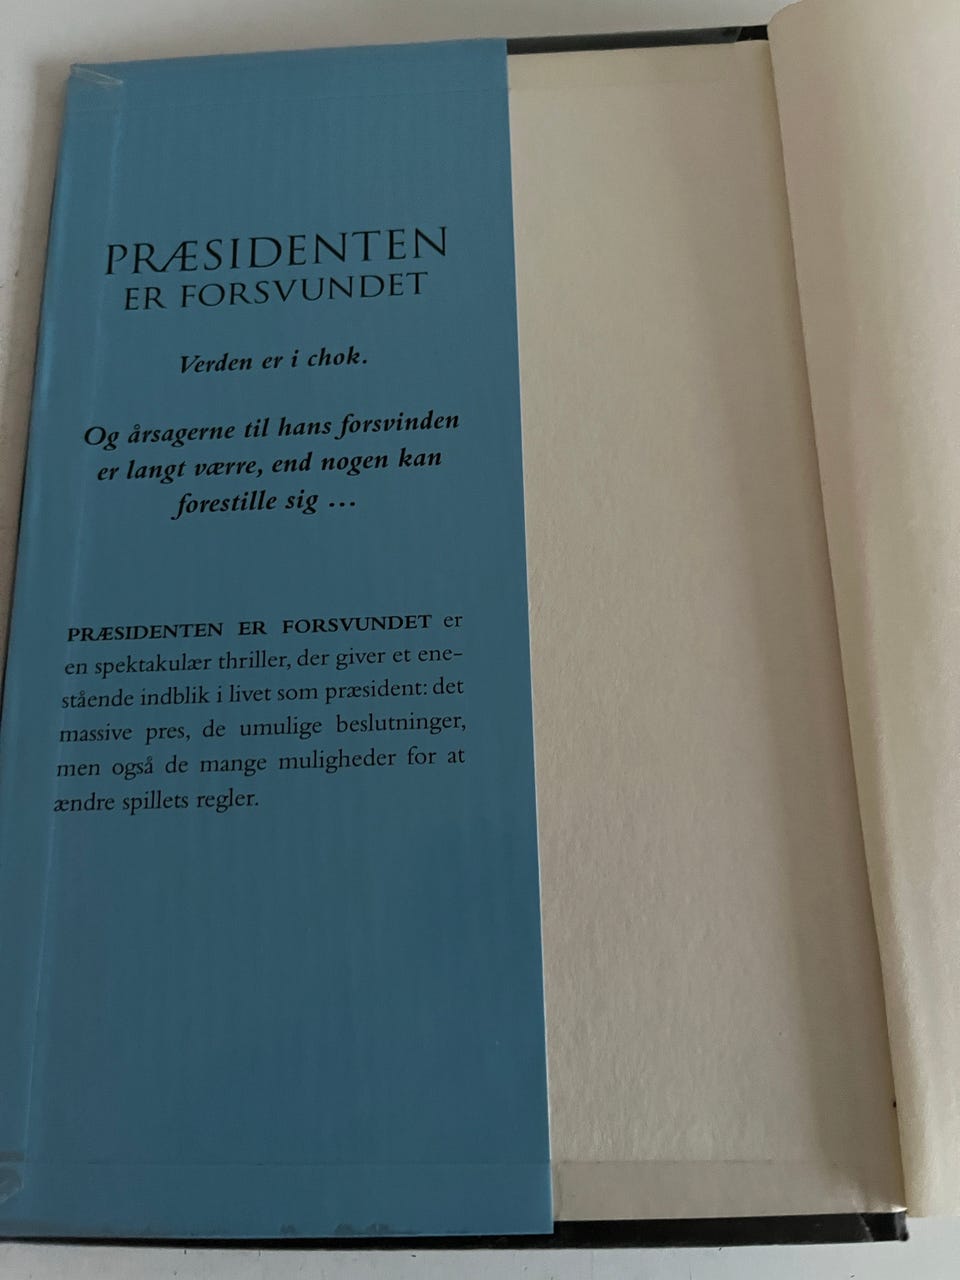 PRÆSIDENTEN
ER FORSVUNDET
Verden er i chok.
Og årsagerne til hans forsvinden
er langt værre, end nogen kan
forestille sig ...
PRÆSIDENTEN ER FORSVUNDET er
en spektakulær thriller, der giver et ene-
stående indblik i livet som præsident: det
massive pres, de umulige beslutninger,
men også de mange muligheder for at
ændre spillets regler.